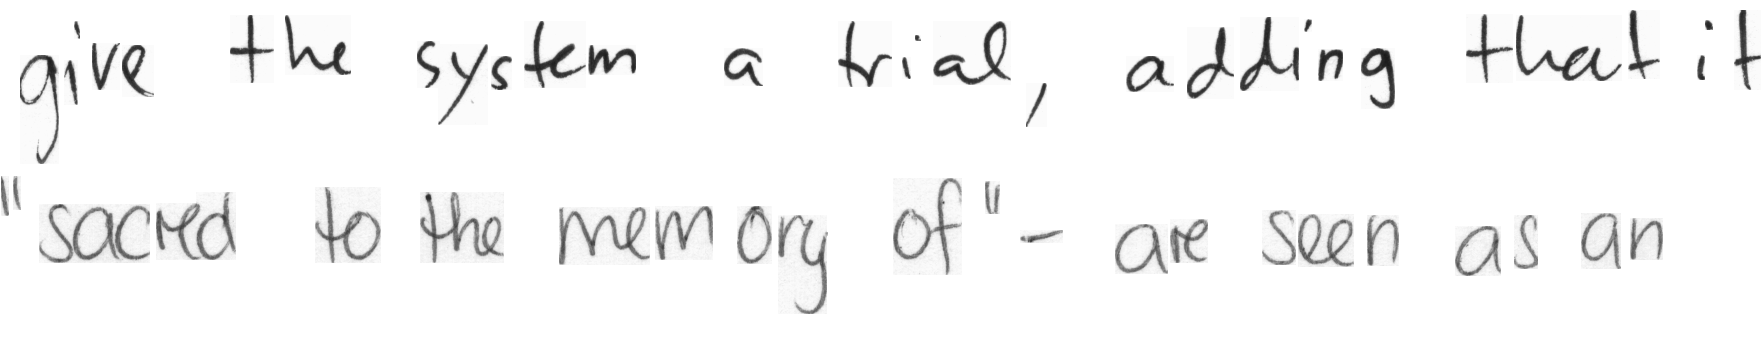 give the system a trial, adding that it
"sacred to the memory of" - are seen as an